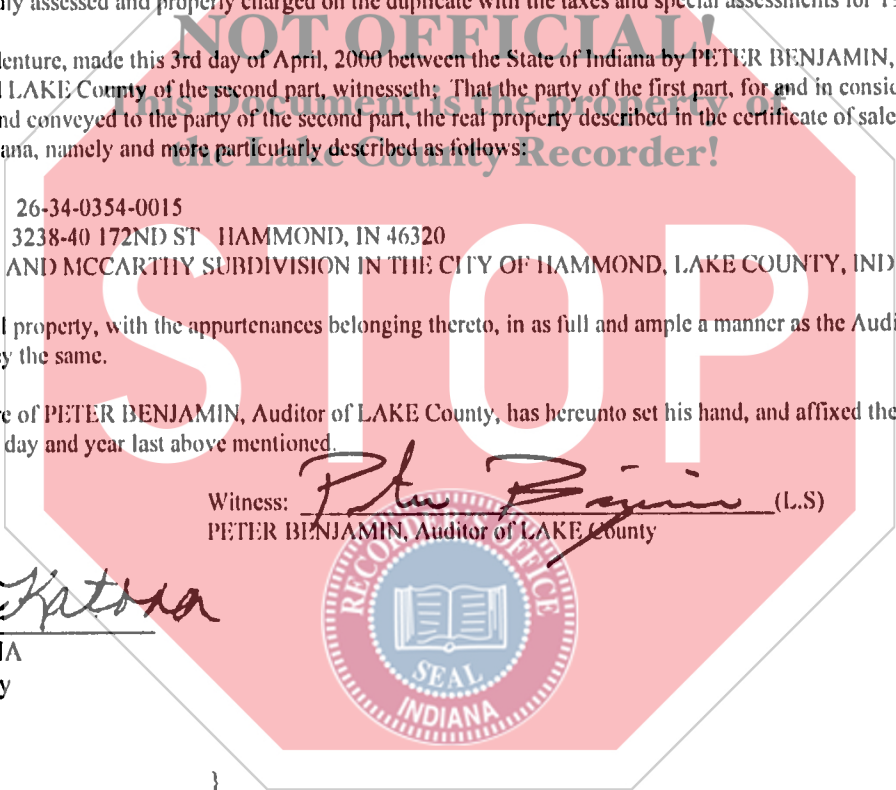 ly assessed and properly charged on the duplicate with the taxes and special assessments for 1
NOT OFFICIAL!
enture, made this 3rd day of April, 2000 between the State of Indiana by PETER BENJAMIN,
LAKE County of the second part, witnesseth; That the party of the first part, for and in consid
This Document is the property of
nd conveyed to the party of the second part, the real property described in the certificate of sale
ana, namely and more particularly described as follows:
the Lake County Recorder!
26-34-0354-0015
3238-40 172ND ST HAMMOND, IN 46320
AND MCCARTHY SUBDIVISION IN THE CITY OF HAMMOND, LAKE COUNTY, IND
STOP
l property, with the appurtenances belonging thereto, in as full and ample a manner as the Audi
y the same.
e of PETER BENJAMIN, Auditor of LAKE County, has hereunto set his hand, and affixed the
day and year last above mentioned.
Witness: (L.S)
PETER BENJAMIN, Auditor of LAKE County
RECORDER'S OFFICE
SEAL
INDIANA
Katona
NA
y
}